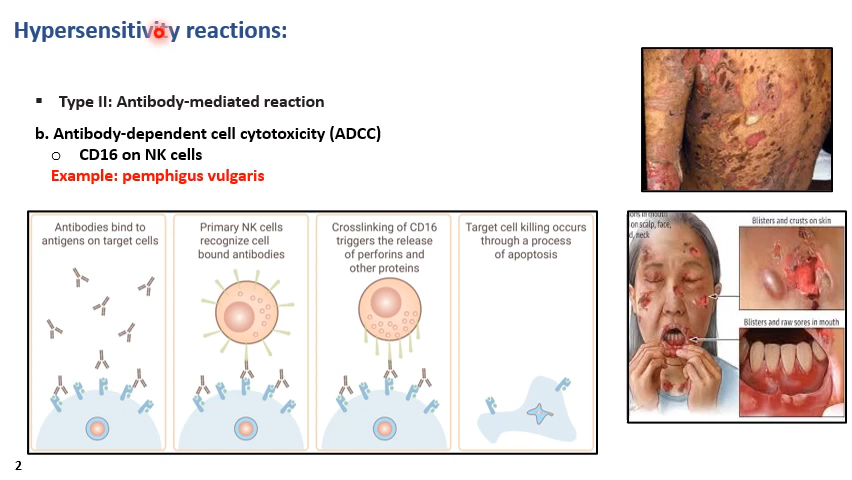 Hypersensitivity reactions:
▪ Type II: Antibody-mediated reaction
b. Antibody-dependent cell cytotoxicity (ADCC)
o CD16 on NK cells
Example: pemphigus vulgaris
Antibodies bind to
antigens on target cells
Primary NK cells
recognize cell
bound antibodies
Crosslinking of CD16
triggers the release
of perforins and
other proteins
Target cell killing occurs
through a process
of apoptosis
in mouth
on scalp, face,
neck
Blisters and crusts on skin
Blisters and raw sores in mouth
2